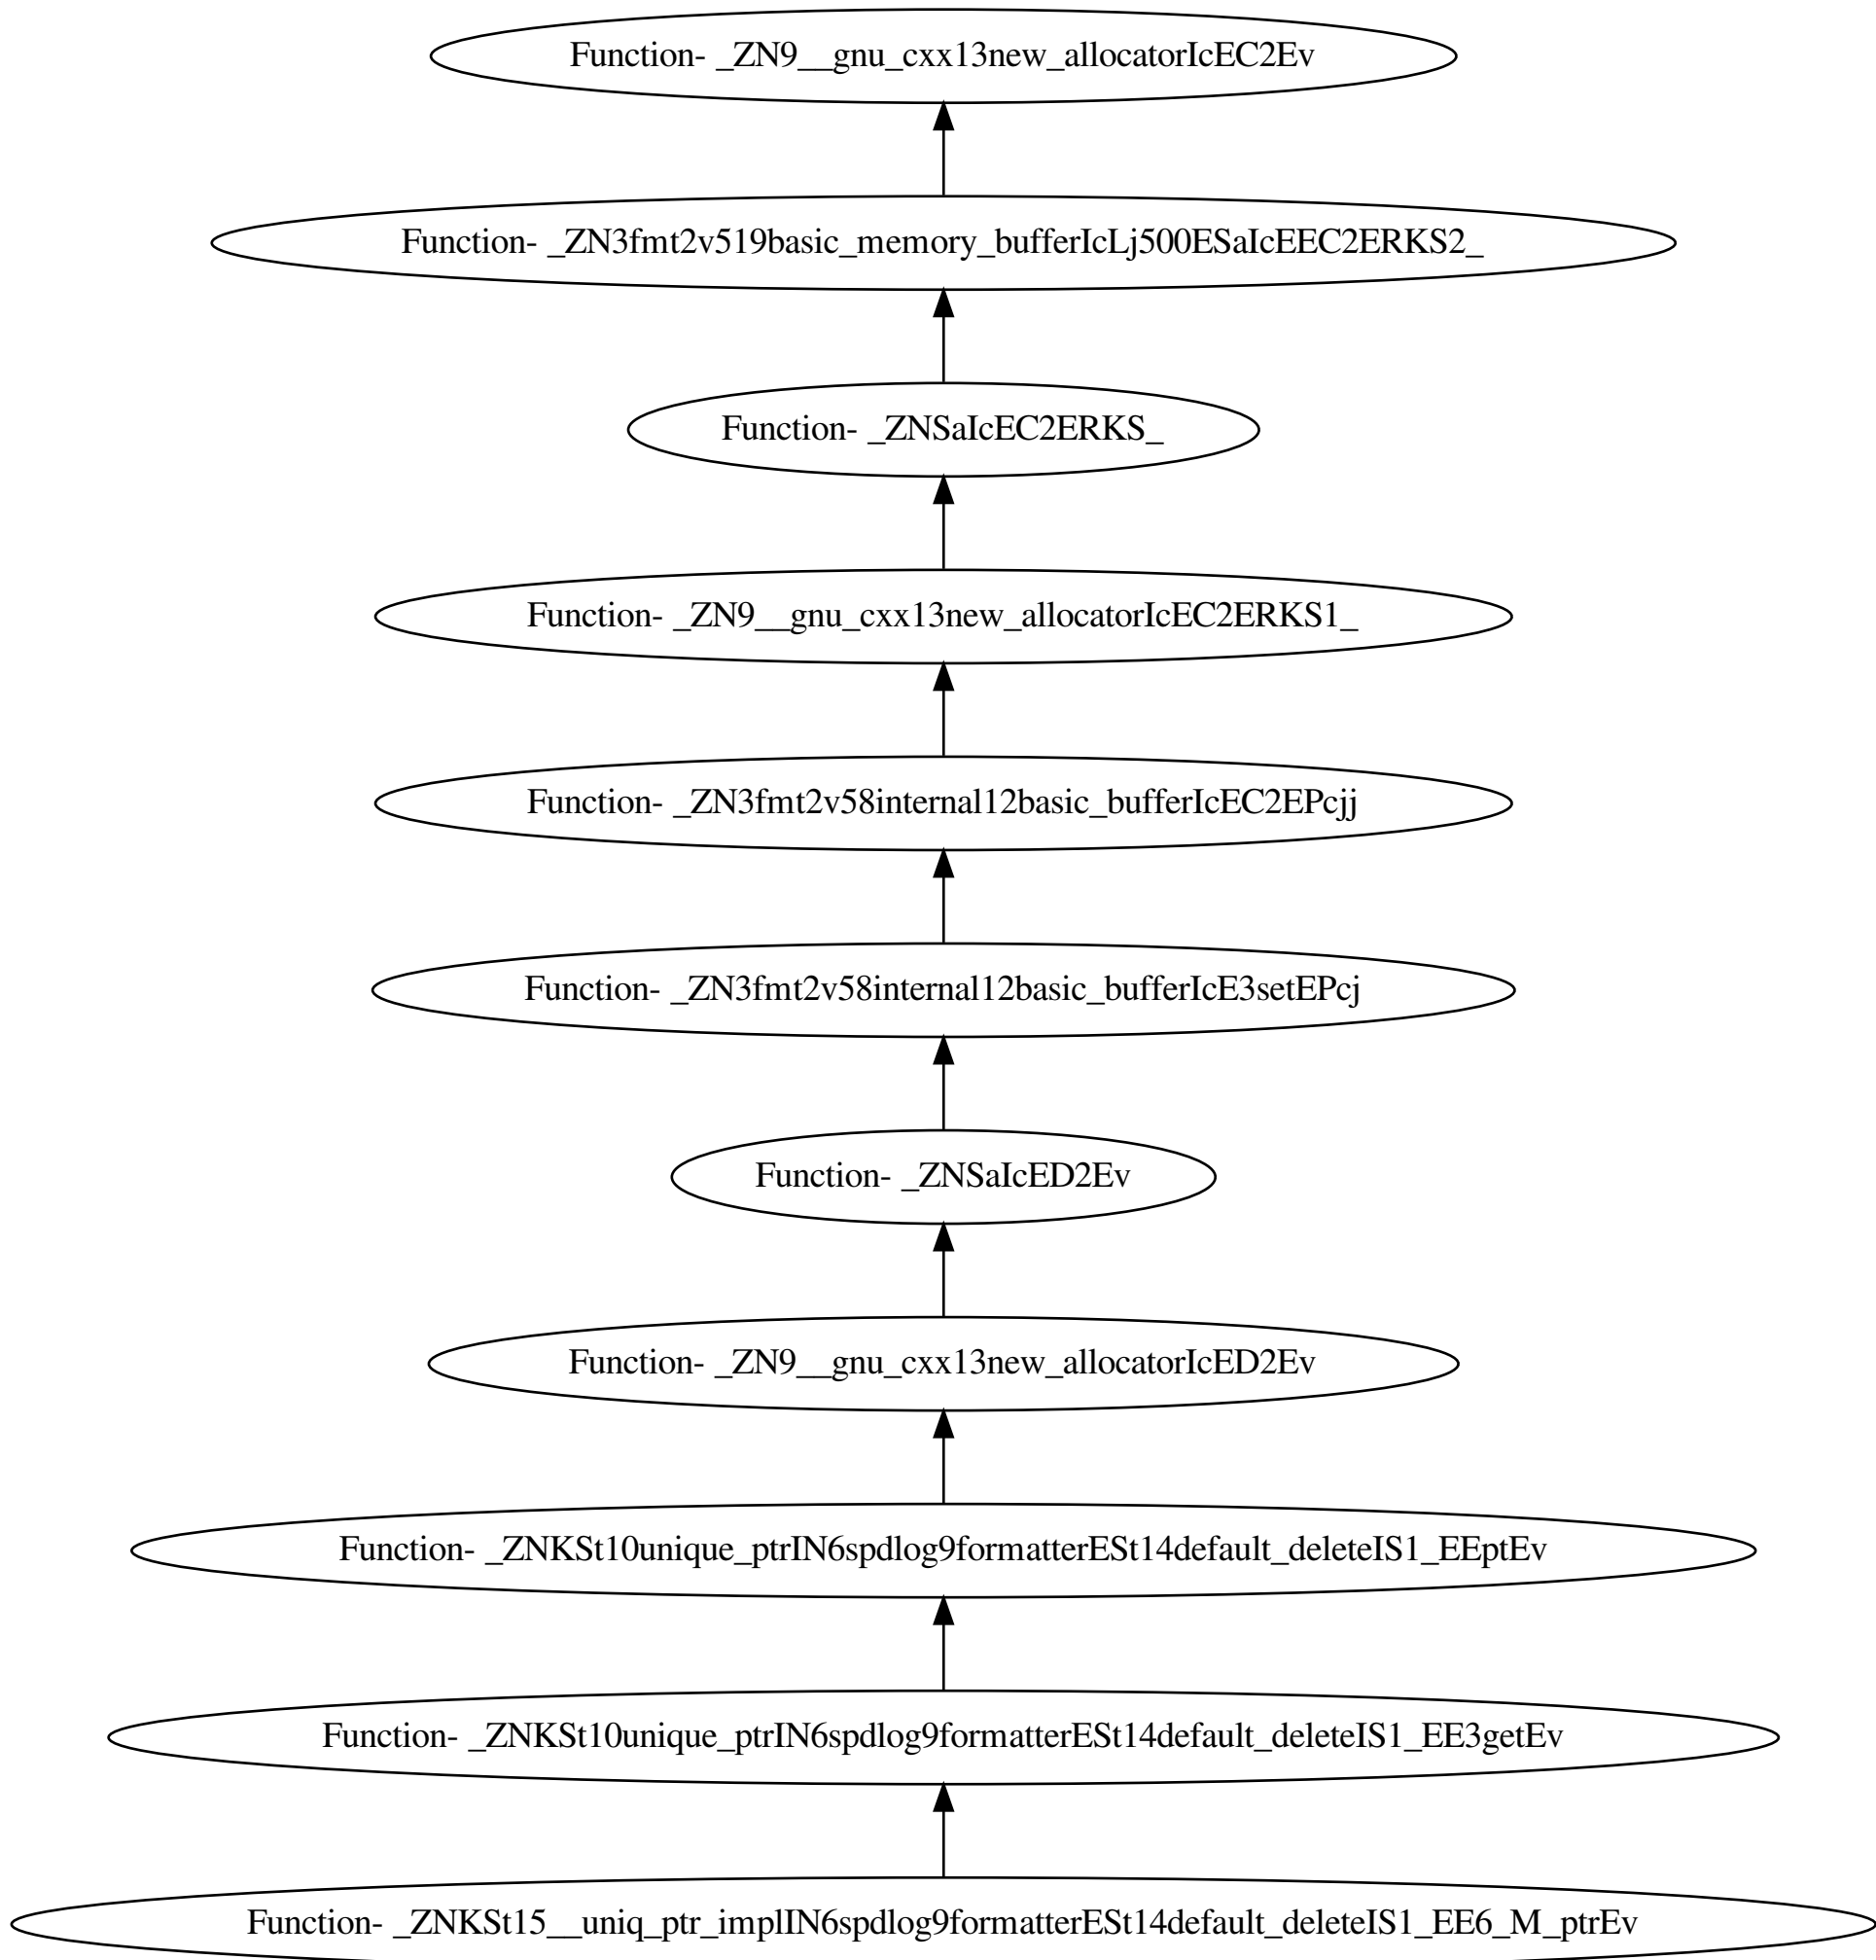 Function- _ZN9__gnu_cxx13new_allocatorIcEC2Ev
Function- _ZN3fmt2v519basic_memory_bufferIcLj500ESaIcEEC2ERKS2_
Function- _ZNSaIcEC2ERKS_
Function- _ZN9__gnu_cxx13new_allocatorIcEC2ERKS1_
Function- _ZN3fmt2v58internal12basic_bufferIcEC2EPcjj
Function- _ZN3fmt2v58internal12basic_bufferIcE3setEPcj
Function- _ZNSaIcED2Ev
Function- _ZN9__gnu_cxx13new_allocatorIcED2Ev
Function- _ZNKSt10unique_ptrIN6spdlog9formatterESt14default_deleteIS1_EEptEv
Function- _ZNKSt10unique_ptrIN6spdlog9formatterESt14default_deleteIS1_EE3getEv
Function- _ZNKSt15__uniq_ptr_implIN6spdlog9formatterESt14default_deleteIS1_EE6_M_ptrEv